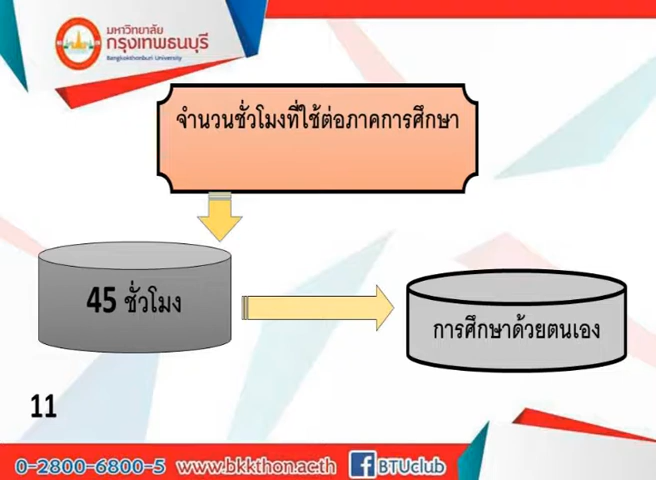 มหาวิทยาลัย
กรุงเทพธนบุรี
Bangkokthonburi University
จำนวนชั่วโมงที่ใช้ต่อภาคการศึกษา
45 ชั่วโมง
การศึกษาด้วยตนเอง
11
0-2800-6800-5 www.bkkthon.ac.th f BTUclub